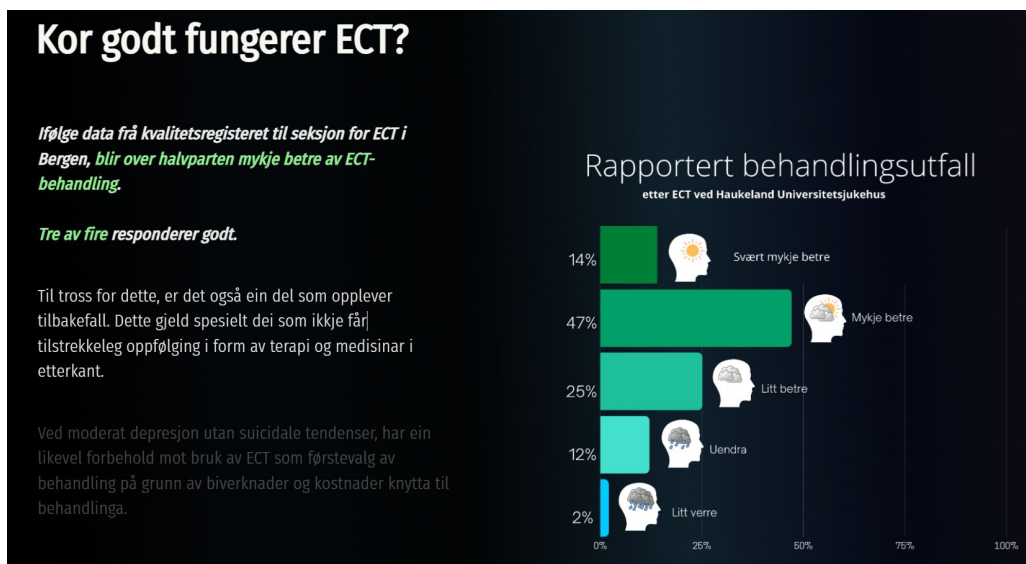 Kor godt fungerer ECT?
Ifølge data frå kvalitetsregisteret til seksjon for ECT i
Bergen, blir over halvparten mykje betre av ECT-
behandling.
Tre av fire responderer godt.
Til tross for dette, er det også ein del som opplever
tilbakefall. Dette gjeld spesielt dei som ikkje får
tilstrekkeleg oppfølging i form av terapi og medisinar i
etterkant.
Ved moderat depresjon utan suicidale tendenser, har ein
likevel forbehold mot bruk av ECT som førstevalg av
behandling på grunn av biverknader og kostnader knytta til
behandlinga.
Rapportert behandlingsutfall
etter ECT ved Haukeland Universitetsjukehus
14% Svært mykje betre
47% Mykje betre
25% Litt betre
12% Uendra
2% Litt verre
0% 25% 50% 75% 100%